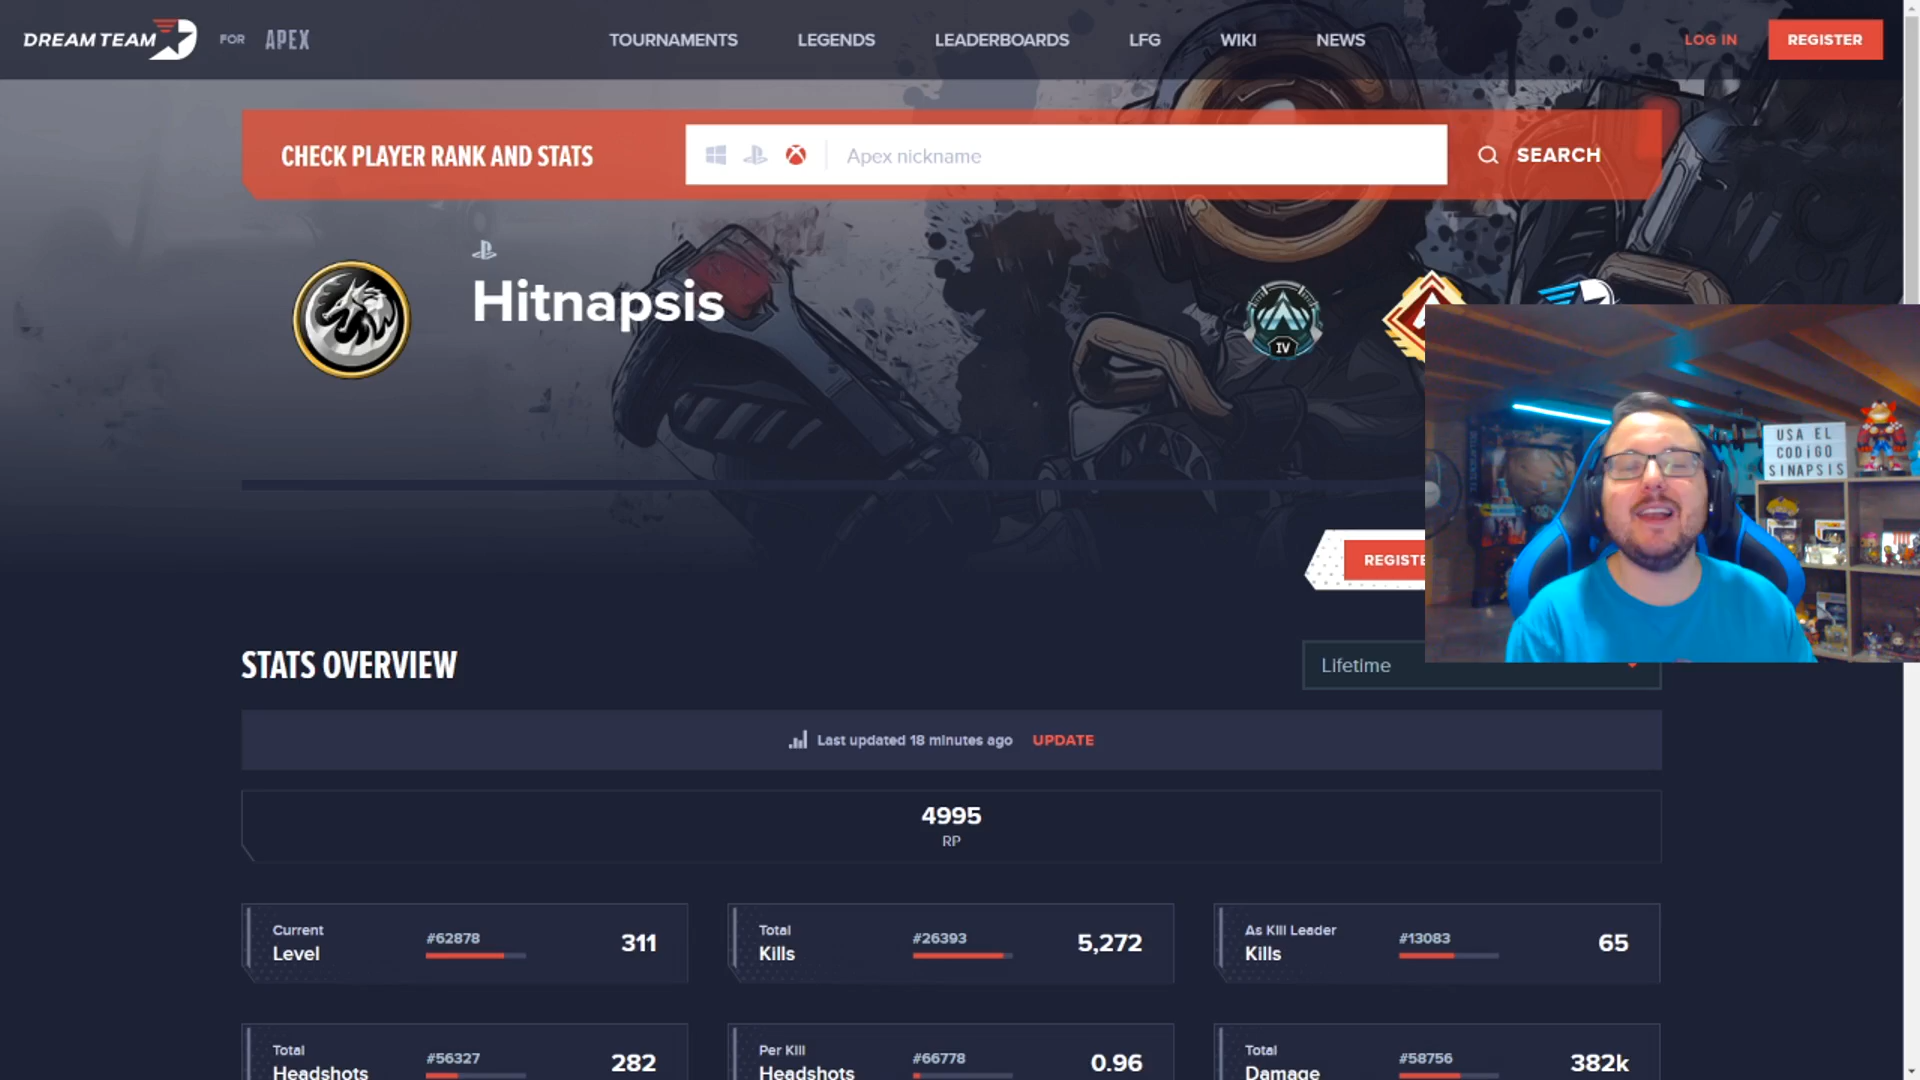 DREAM TEAM FOR APEX
TOURNAMENTS LEGENDS LEADERBOARDS LFG WIKI NEWS
LOG IN REGISTER
CHECK PLAYER RANK AND STATS
Apex nickname
SEARCH
Hitnapsis
IV
USA EL
CODiGO
SINAPSIS
REGISTE
STATS OVERVIEW
Lifetime
Last updated 18 minutes ago UPDATE
4995
RP
Current
Level
#62878
311
Total
Kills
#26393
5,272
As Kill Leader
Kills
#13083
65
Total
Headshots
#56327
282
Per Kill
Headshots
#66778
0.96
Total
Damage
#58756
382k